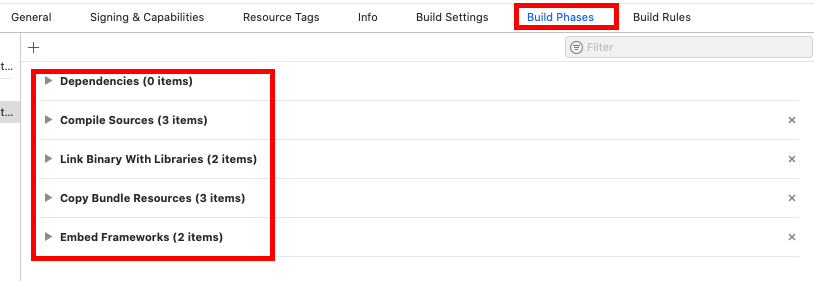 General Signing & Capabilities Resource Tags Info Build Settings Build Phases Build Rules
Filter
t...
Dependencies (0 items)
t...
Compile Sources (3 items)
Link Binary With Libraries (2 items)
Copy Bundle Resources (3 items)
Embed Frameworks (2 items)